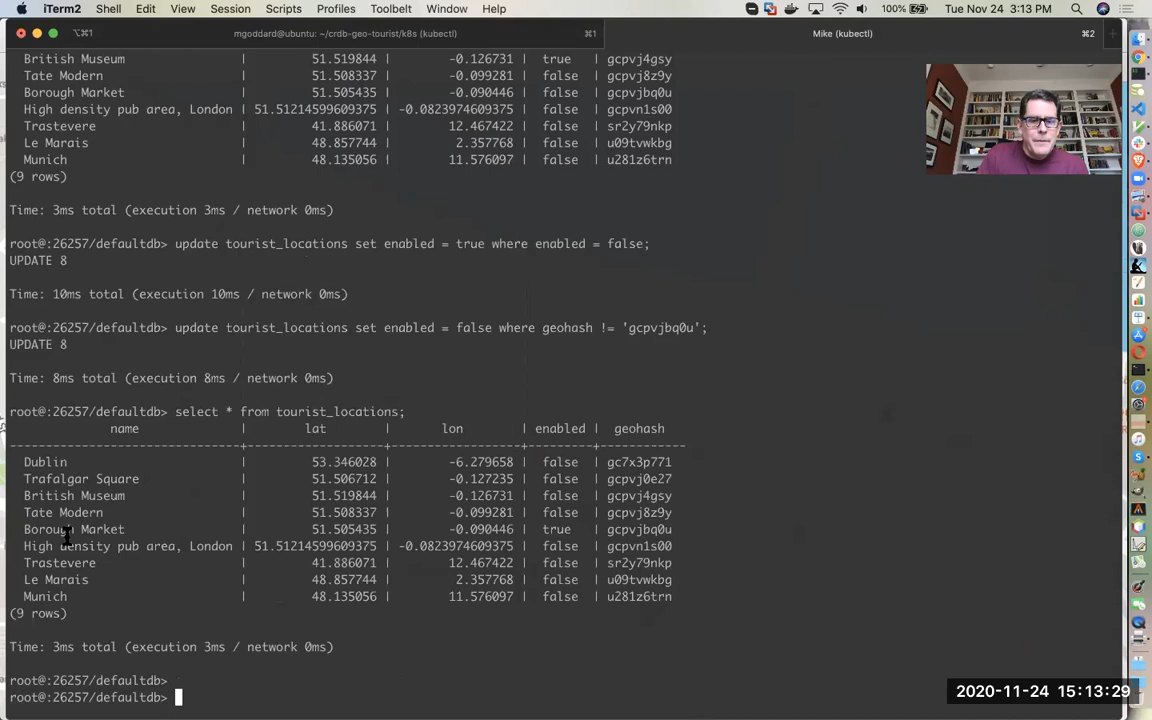 iTerm2 Shell Edit View Session Scripts Profiles Toolbelt Window Help 100% Tue Nov 24 3:13 PM
⌥⌘1 mgoddard@ubuntu: ~/crdb-geo-tourist/k8s (kubectl) ⌘1 Mike (kubectl) ⌘2
British Museum | 51.519844 | -0.126731 | true | gcpvj4gsy
Tate Modern | 51.508337 | -0.099281 | false | gcpvj8z9y
Borough Market | 51.505435 | -0.090446 | false | gcpvjbq0u
High density pub area, London | 51.51214599609375 | -0.0823974609375 | false | gcpvn1s00
Trastevere | 41.886071 | 12.467422 | false | sr2y79nkp
Le Marais | 48.857744 | 2.357768 | false | u09tvwkbg
Munich | 48.135056 | 11.576097 | false | u281z6trn
(9 rows)
Time: 3ms total (execution 3ms / network 0ms)
root@:26257/defaultdb> update tourist_locations set enabled = true where enabled = false;
UPDATE 8
Time: 10ms total (execution 10ms / network 0ms)
root@:26257/defaultdb> update tourist_locations set enabled = false where geohash != 'gcpvjbq0u';
UPDATE 8
Time: 8ms total (execution 8ms / network 0ms)
root@:26257/defaultdb> select * from tourist_locations;
name | lat | lon | enabled | geohash
--------------------------------+-------------------+------------------+---------+------------
Dublin | 53.346028 | -6.279658 | false | gc7x3p771
Trafalgar Square | 51.506712 | -0.127235 | false | gcpvj0e27
British Museum | 51.519844 | -0.126731 | false | gcpvj4gsy
Tate Modern | 51.508337 | -0.099281 | false | gcpvj8z9y
Borough Market | 51.505435 | -0.090446 | true | gcpvjbq0u
High density pub area, London | 51.51214599609375 | -0.0823974609375 | false | gcpvn1s00
Trastevere | 41.886071 | 12.467422 | false | sr2y79nkp
Le Marais | 48.857744 | 2.357768 | false | u09tvwkbg
Munich | 48.135056 | 11.576097 | false | u281z6trn
(9 rows)
Time: 3ms total (execution 3ms / network 0ms)
root@:26257/defaultdb>
root@:26257/defaultdb>
2020-11-24 15:13:29